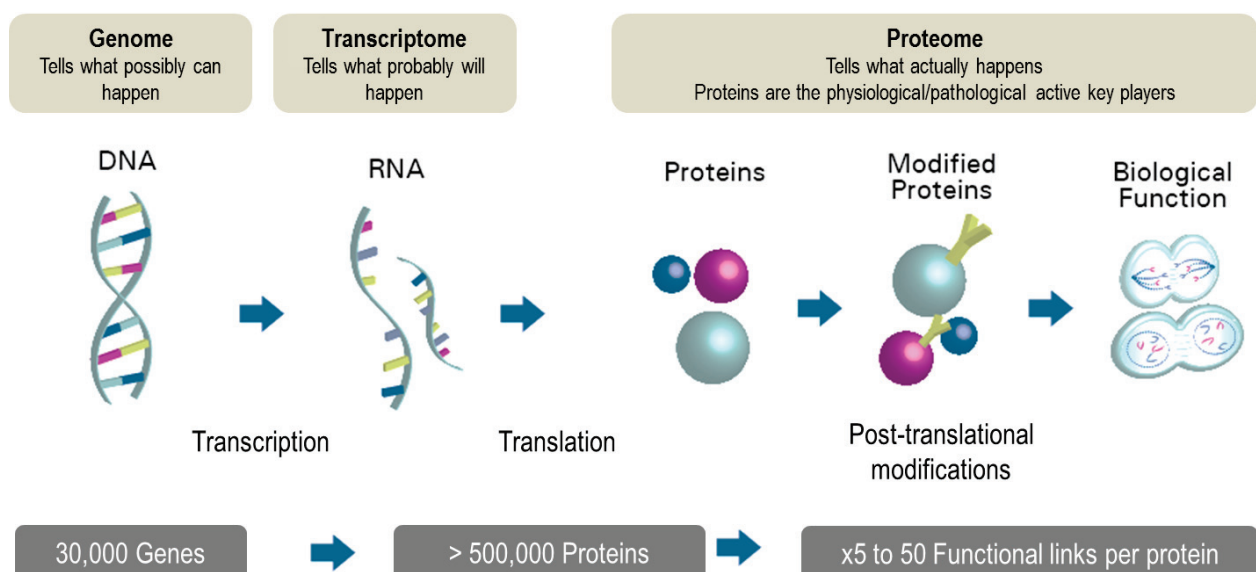 Genome
Tells what possibly can
happen
Transcriptome
Tells what probably will
happen
Proteome
Tells what actually happens
Proteins are the physiological/pathological active key players
DNA
RNA
Proteins
Modified
Proteins
Biological
Function
Transcription
Translation
Post-translational
modifications
30,000 Genes
> 500,000 Proteins
x5 to 50 Functional links per protein